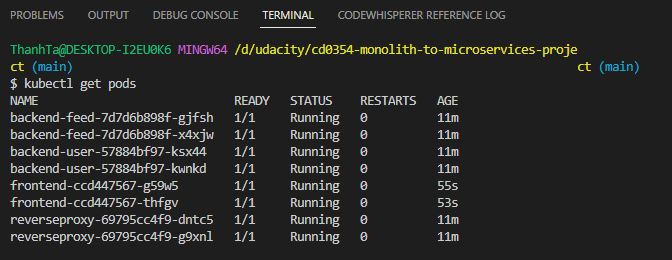 PROBLEMS OUTPUT DEBUG CONSOLE TERMINAL CODEWHISPERER REFERENCE LOG
ThanhTa@DESKTOP-I2EU0K6 MINGW64 /d/udacity/cd0354-monolith-to-microservices-proje
ct (main) ct (main)
$ kubectl get pods
NAME READY STATUS RESTARTS AGE
backend-feed-7d7d6b898f-gjfsh 1/1 Running 0 11m
backend-feed-7d7d6b898f-x4xjw 1/1 Running 0 11m
backend-user-57884bf97-ksx44 1/1 Running 0 11m
backend-user-57884bf97-kwnkd 1/1 Running 0 11m
frontend-ccd447567-g59w5 1/1 Running 0 55s
frontend-ccd447567-thfgv 1/1 Running 0 53s
reverseproxy-69795cc4f9-dntc5 1/1 Running 0 11m
reverseproxy-69795cc4f9-g9xnl 1/1 Running 0 11m